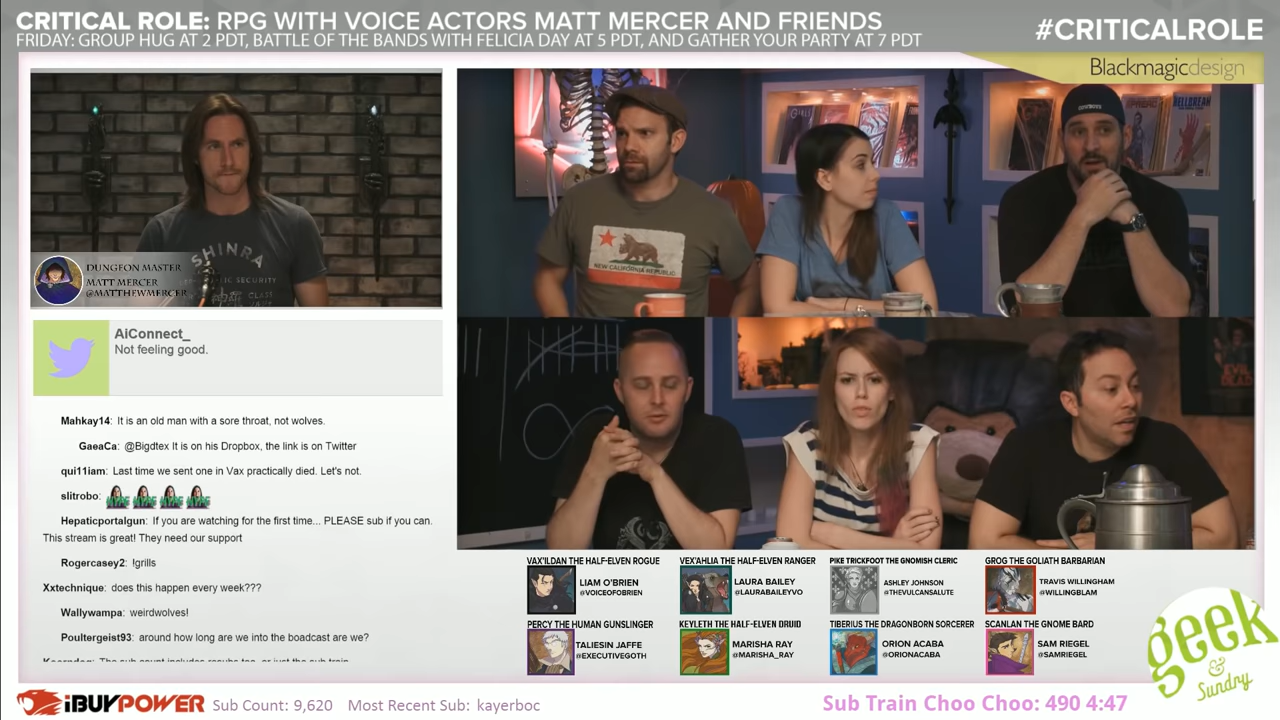 CRITICAL ROLE: RPG WITH VOICE ACTORS MATT MERCER AND FRIENDS
FRIDAY: GROUP HUG AT 2 PDT, BATTLE OF THE BANDS WITH FELICIA DAY AT 5 PDT, AND GATHER YOUR PARTY AT 7 PDT
#CRITICALROLE
Blackmagicdesign
SHINRA
SECURITY
CLASS
DUNGEON MASTER
MATT MERCER
@MATTHEWMERCER
NEW CALIFORNIA REPUBLIC
GIRLS
HELLBREAK
EVIL DEAD
AiConnect_
Not feeling good.
Mahkay14: It is an old man with a sore throat, not wolves.
GaeaCa: @Bigdtex It is on his Dropbox, the link is on Twitter
qui11iam: Last time we sent one in Vax practically died. Let's not.
slitrobo:
Hepaticportalgun: If you are watching for the first time... PLEASE sub if you can.
This stream is great! They need our support
Rogercasey2: !grills
Xxtechnique: does this happen every week???
Wallywampa: weirdwolves!
Poultergeist93: around how long are we into the boadcast are we?
VAX'ILDAN THE HALF-ELVEN ROGUE
LIAM O'BRIEN
@VOICEOFOBRIEN
VEX'AHLIA THE HALF-ELVEN RANGER
LAURA BAILEY
@LAURABAILEYVO
PIKE TRICKFOOT THE GNOMISH CLERIC
ASHLEY JOHNSON
@THEVULCANSALUTE
GROG THE GOLIATH BARBARIAN
TRAVIS WILLINGHAM
@WILLINGBLAM
PERCY THE HUMAN GUNSLINGER
TALIESIN JAFFE
@EXECUTIVEGOTH
KEYLETH THE HALF-ELVEN DRUID
MARISHA RAY
@MARISHA_RAY
TIBERIUS THE DRAGONBORN SORCERER
ORION ACABA
@ORIONACABA
SCANLAN THE GNOME BARD
SAM RIEGEL
@SAMRIEGEL
geek
&
Sundry
iBUYPOWER
Sub Count: 9,620 Most Recent Sub: kayerboc
Sub Train Choo Choo: 490 4:47